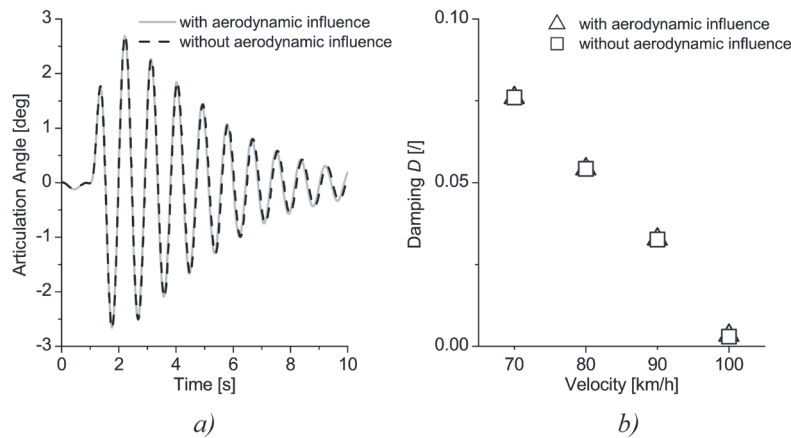 with aerodynamic influence
without aerodynamic influence
3
2
1
0
-1
-2
-3
Articulation Angle [deg]
0 2 4 6 8 10
Time [s]
a)
with aerodynamic influence
without aerodynamic influence
0.10
0.05
0.00
Damping D [/]
70 80 90 100
Velocity [km/h]
b)